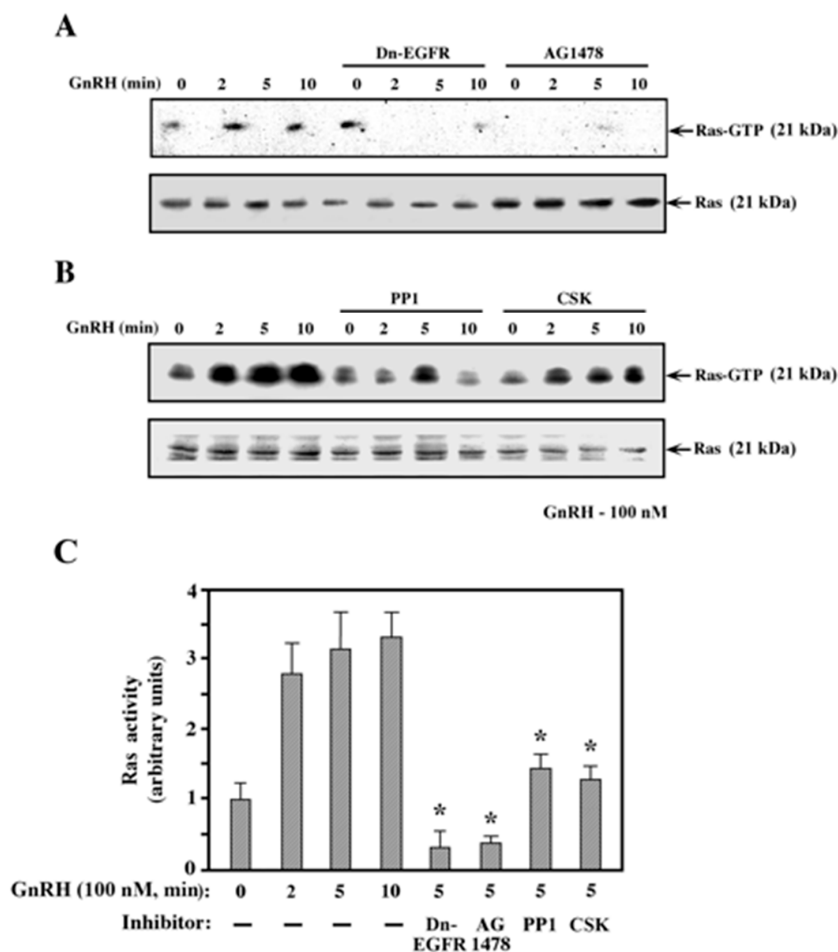 A
Dn-EGFR AG1478
GnRH (min) 0 2 5 10 0 2 5 10 0 2 5 10
Ras-GTP (21 kDa)
Ras (21 kDa)
B
PP1 CSK
GnRH (min) 0 2 5 10 0 2 5 10 0 2 5 10
Ras-GTP (21 kDa)
Ras (21 kDa)
GnRH - 100 nM
C
Ras activity
(arbitrary units)
4
3
2
1
0
* * * *
GnRH (100 nM, min): 0 2 5 10 5 5 5 5
Inhibitor: – – – – Dn- AG PP1 CSK
EGFR 1478